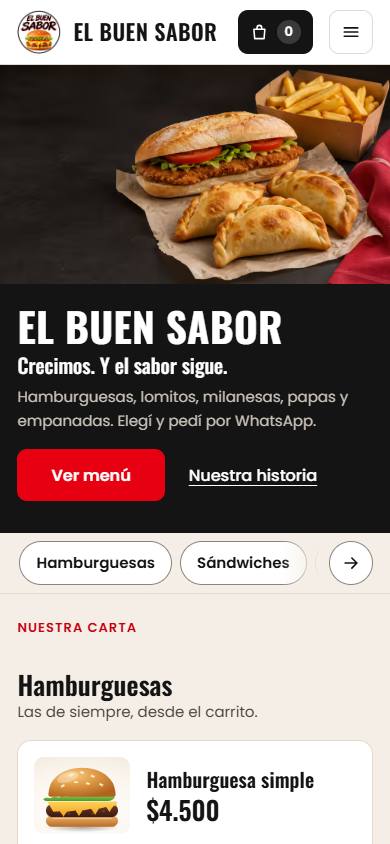 EL BUEN
SABOR
EL BUEN SABOR
0
EL BUEN SABOR
Crecimos. Y el sabor sigue.
Hamburguesas, lomitos, milanesas, papas y
empanadas. Elegí y pedí por WhatsApp.
Ver menú
Nuestra historia
Hamburguesas
Sándwiches
NUESTRA CARTA
Hamburguesas
Las de siempre, desde el carrito.
Hamburguesa simple
$4.500